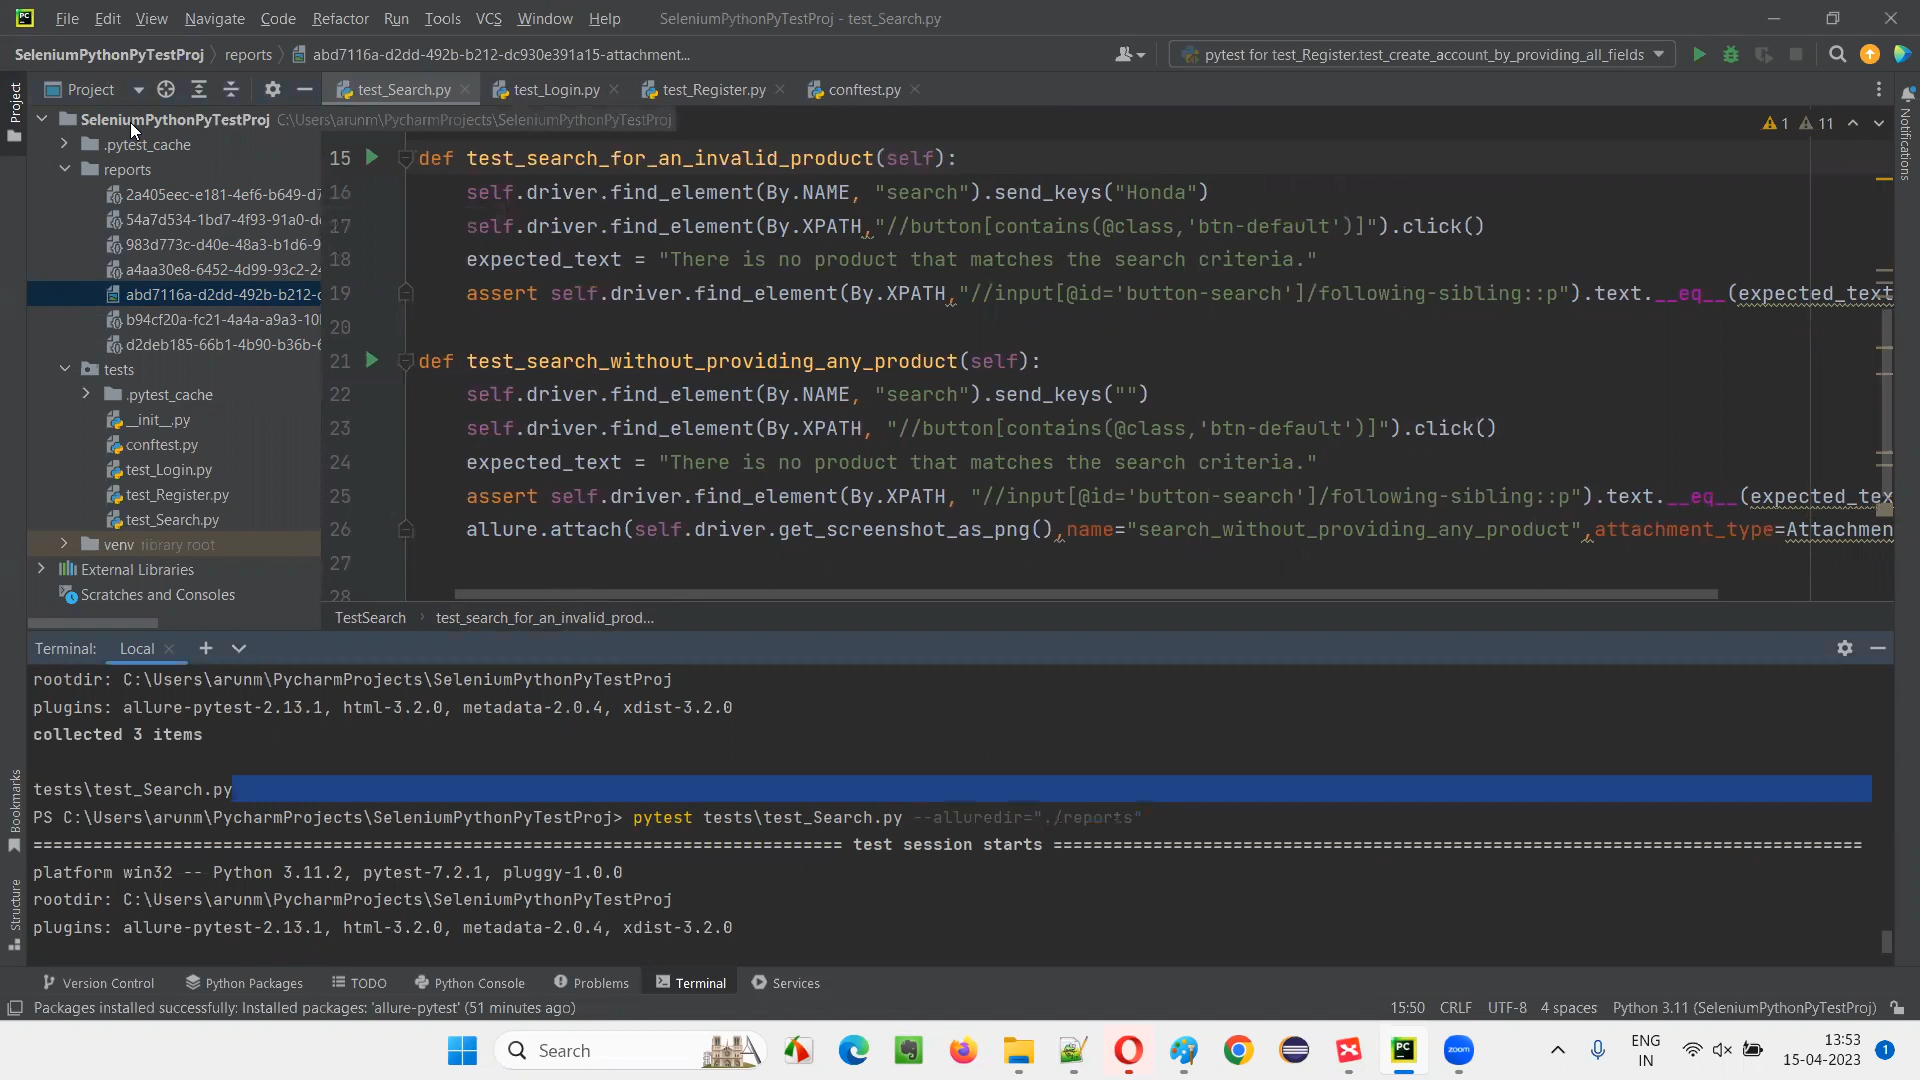 File Edit View Navigate Code Refactor Run Tools VCS Window Help SeleniumPythonPyTestProj - test_Search.py
SeleniumPythonPyTestProj reports abd7116a-d2dd-492b-b212-dc930e391a15-attachment... pytest for test_Register.test_create_account_by_providing_all_fields
Project Project test_Search.py test_Login.py test_Register.py conftest.py Notifications
SeleniumPythonPyTestProj C:\Users\arunm\PycharmProjects\SeleniumPythonPyTestProj 1 11
.pytest_cache
reports
2a405eec-e181-4ef6-b649-d7
54a7d534-1bd7-4f93-91a0-d
983d773c-d40e-48a3-b1d6-9
a4aa30e8-6452-4d99-93c2-24
abd7116a-d2dd-492b-b212-
b94cf20a-fc21-4a4a-a9a3-10
d2deb185-66b1-4b90-b36b-6
tests
.pytest_cache
__init__.py
conftest.py
test_Login.py
test_Register.py
test_Search.py
venv library root
External Libraries
Scratches and Consoles
15 def test_search_for_an_invalid_product(self):
16 self.driver.find_element(By.NAME, "search").send_keys("Honda")
17 self.driver.find_element(By.XPATH,"//button[contains(@class,'btn-default')]").click()
18 expected_text = "There is no product that matches the search criteria."
19 assert self.driver.find_element(By.XPATH,"//input[@id='button-search']/following-sibling::p").text.__eq__(expected_text
20
21 def test_search_without_providing_any_product(self):
22 self.driver.find_element(By.NAME, "search").send_keys("")
23 self.driver.find_element(By.XPATH, "//button[contains(@class,'btn-default')]").click()
24 expected_text = "There is no product that matches the search criteria."
25 assert self.driver.find_element(By.XPATH, "//input[@id='button-search']/following-sibling::p").text.__eq__(expected_tex
26 allure.attach(self.driver.get_screenshot_as_png(),name="search_without_providing_any_product",attachment_type=Attachmen
27
28
TestSearch test_search_for_an_invalid_prod...
Terminal: Local
rootdir: C:\Users\arunm\PycharmProjects\SeleniumPythonPyTestProj
plugins: allure-pytest-2.13.1, html-3.2.0, metadata-2.0.4, xdist-3.2.0
collected 3 items
tests\test_Search.py
PS C:\Users\arunm\PycharmProjects\SeleniumPythonPyTestProj> pytest tests\test_Search.py --alluredir="./reports"
================================================================================= test session starts =================================================================================
platform win32 -- Python 3.11.2, pytest-7.2.1, pluggy-1.0.0
rootdir: C:\Users\arunm\PycharmProjects\SeleniumPythonPyTestProj
plugins: allure-pytest-2.13.1, html-3.2.0, metadata-2.0.4, xdist-3.2.0
Bookmarks
Structure
Version Control Python Packages TODO Python Console Problems Terminal Services
Packages installed successfully: Installed packages: 'allure-pytest' (51 minutes ago) 15:50 CRLF UTF-8 4 spaces Python 3.11 (SeleniumPythonPyTestProj)
Search PC zoom ENG IN 13:53 15-04-2023 1